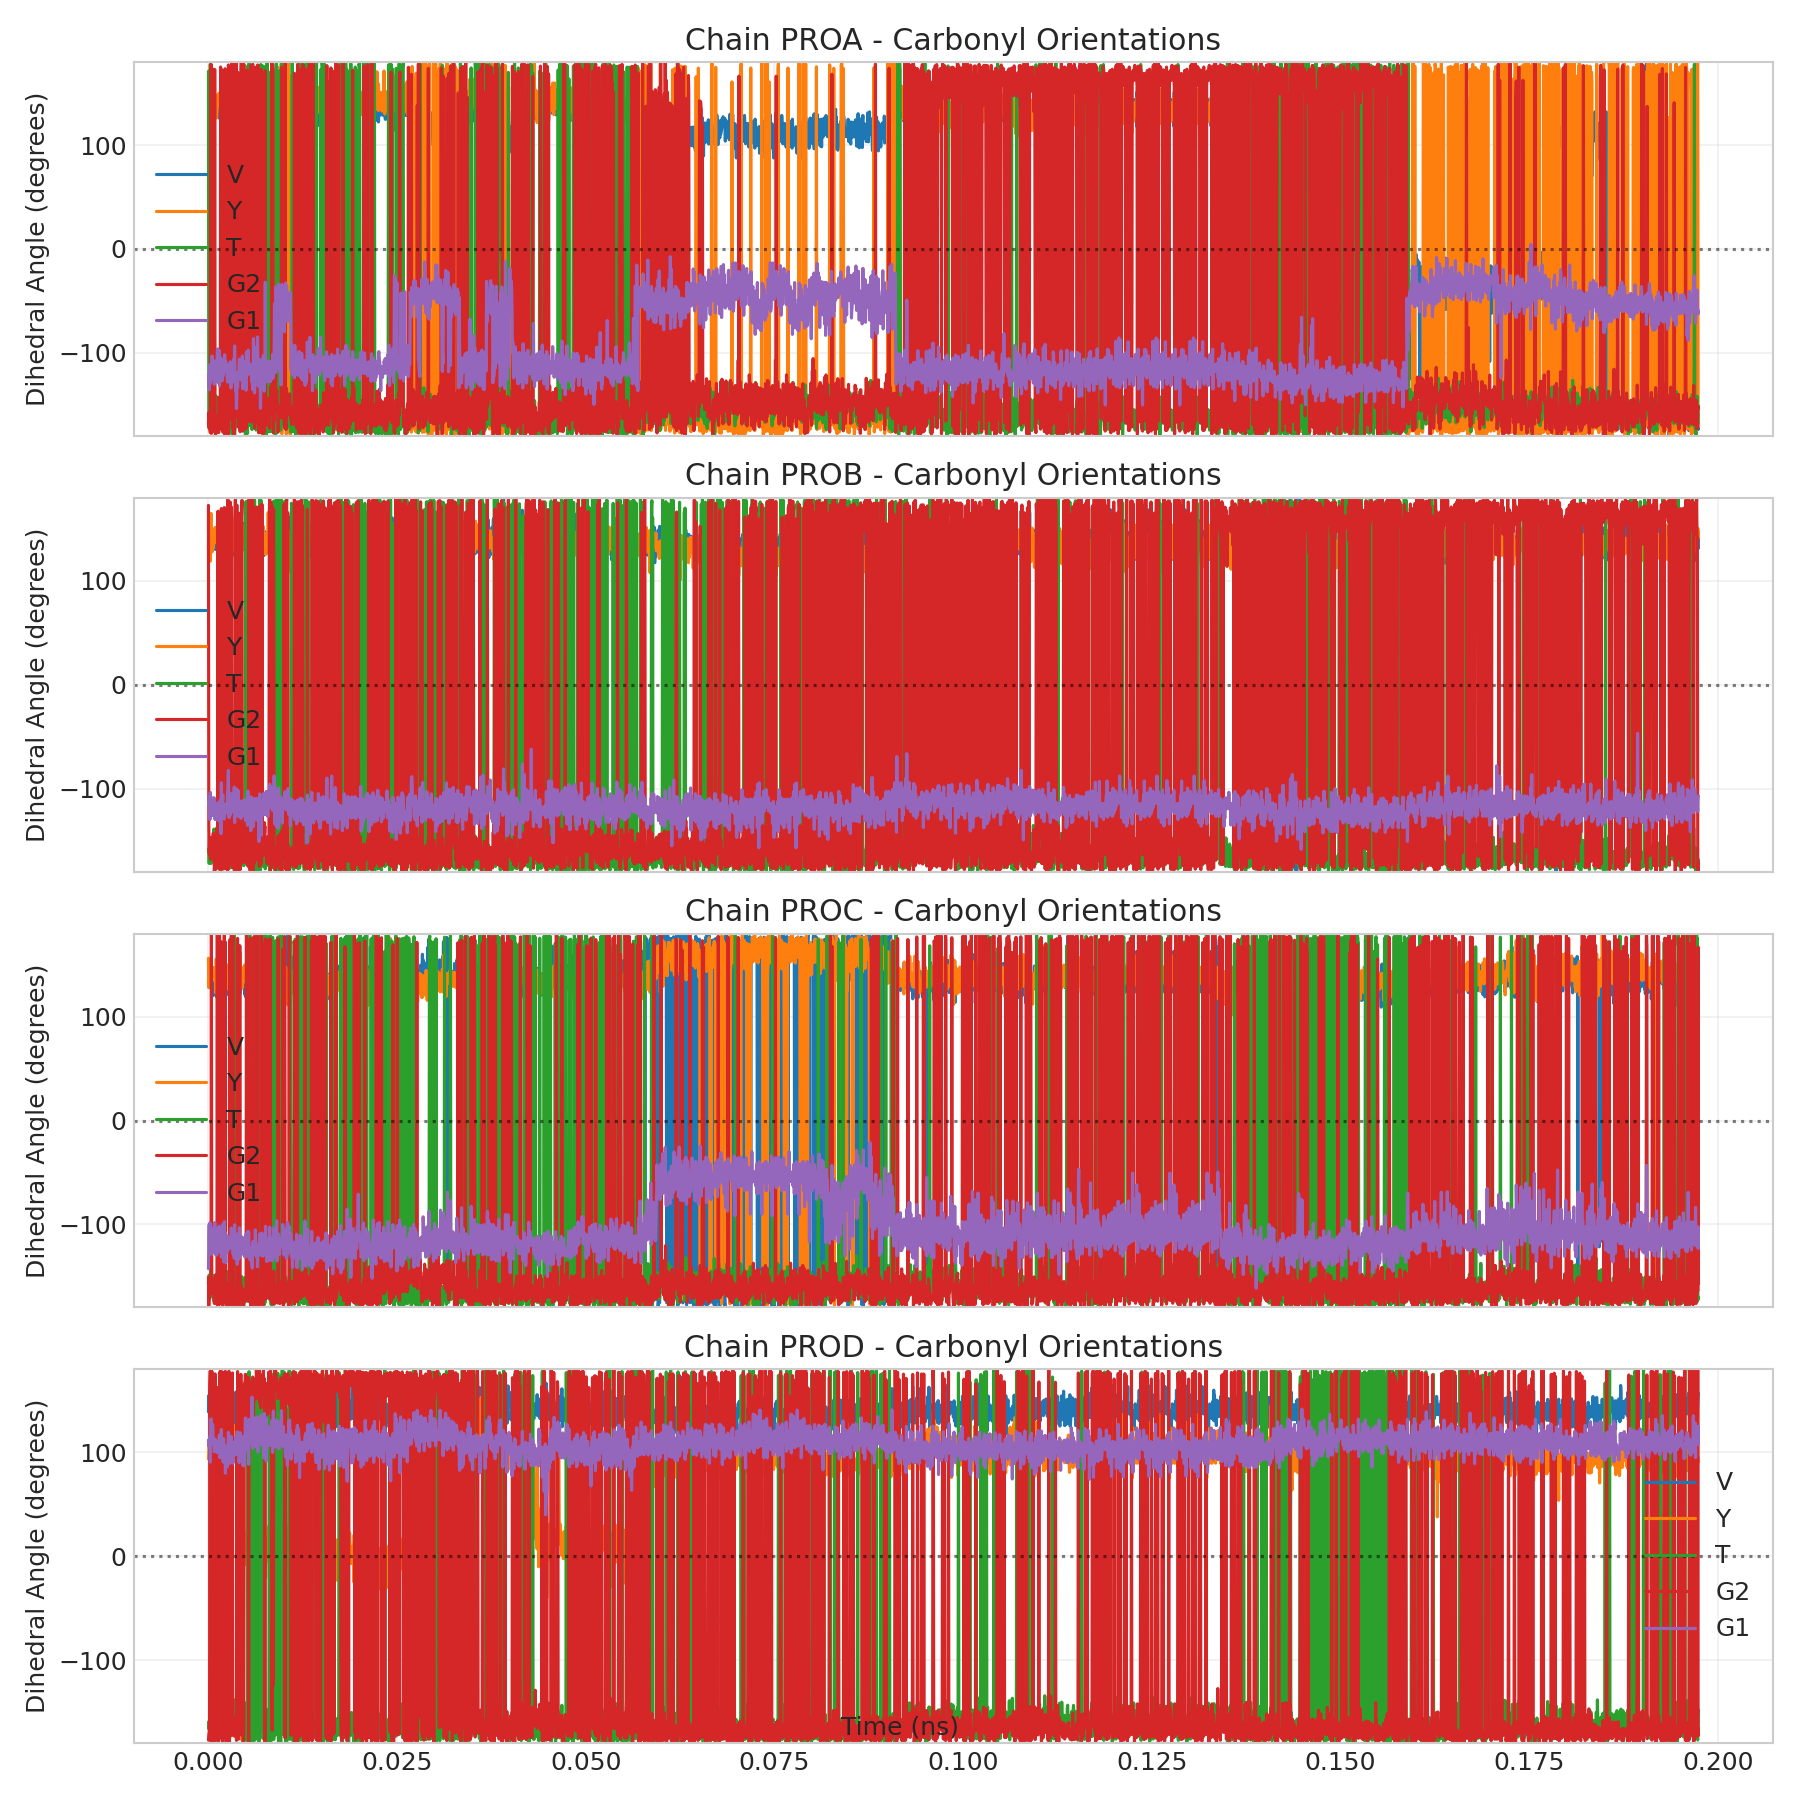 Chain PROA - Carbonyl Orientations
Dihedral Angle (degrees)
100
0
−100
V
Y
T
G2
G1
Chain PROB - Carbonyl Orientations
Dihedral Angle (degrees)
100
0
−100
V
Y
T
G2
G1
Chain PROC - Carbonyl Orientations
Dihedral Angle (degrees)
100
0
−100
V
Y
T
G2
G1
Chain PROD - Carbonyl Orientations
Dihedral Angle (degrees)
100
0
−100
V
Y
T
G2
G1
Time (ns)
0.000 0.025 0.050 0.075 0.100 0.125 0.150 0.175 0.200